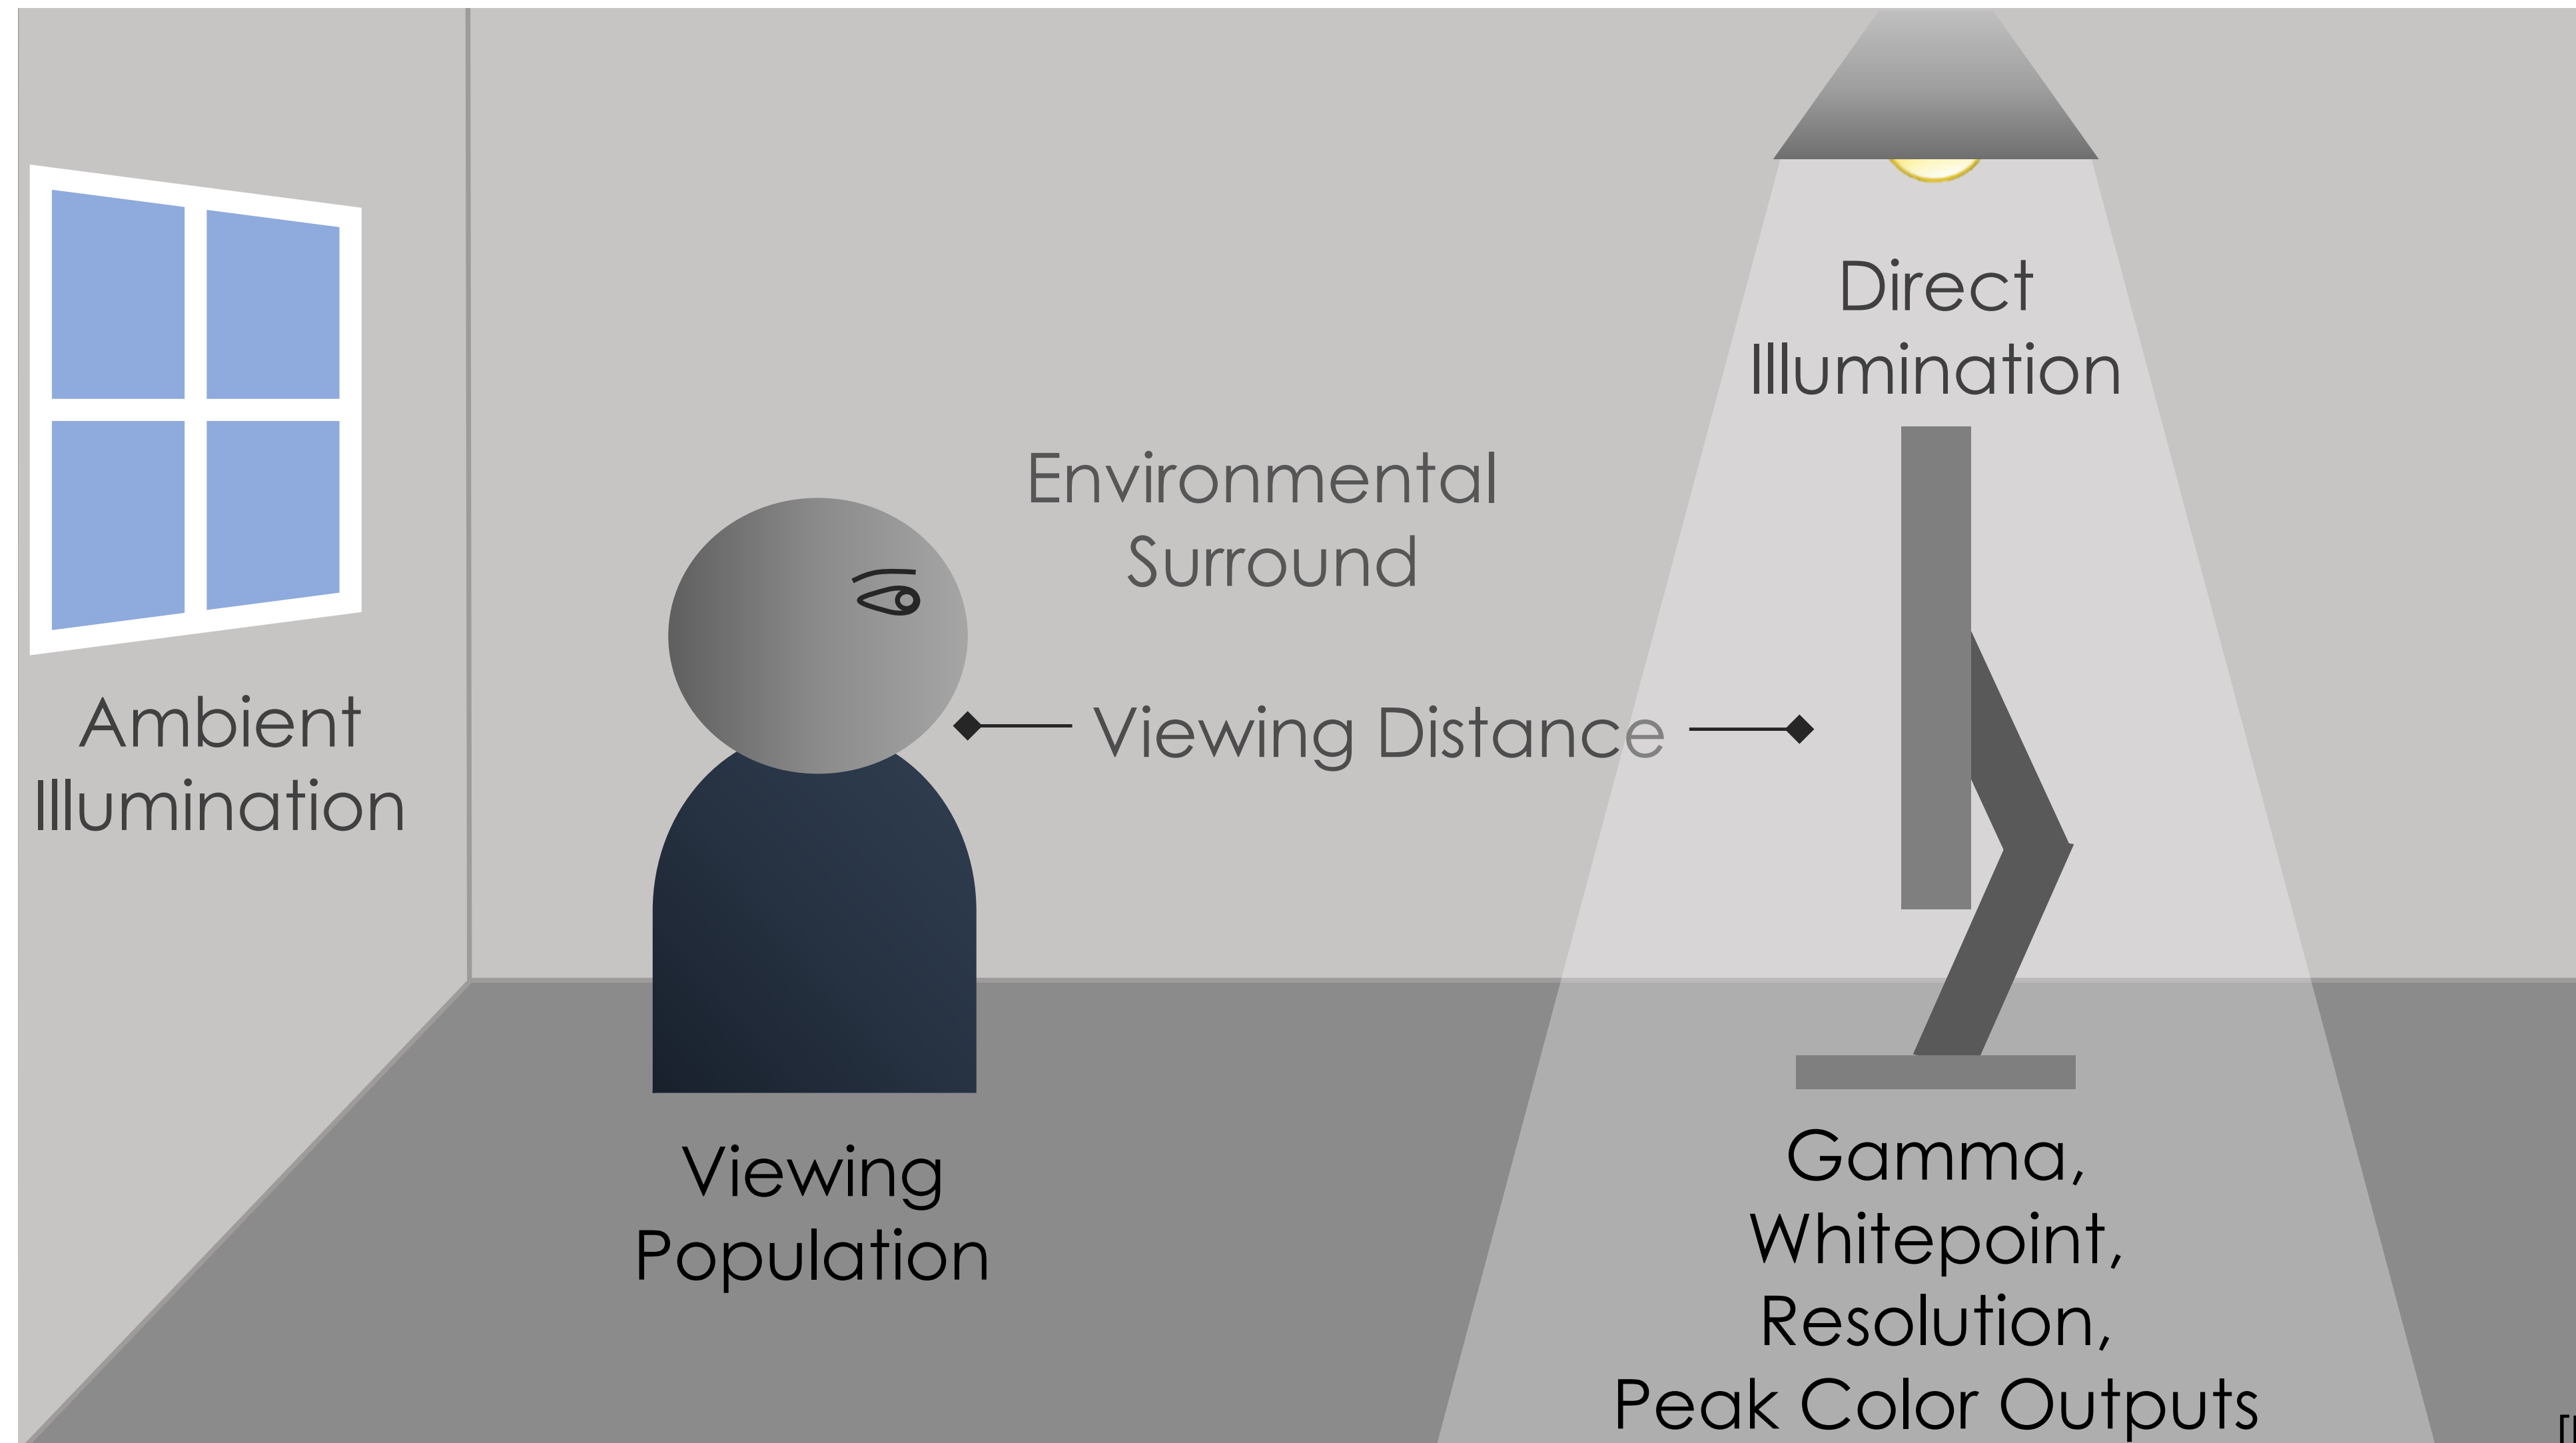 Direct
Illumination
Environmental
Surround
Ambient
Illumination
Viewing Distance
Viewing
Population
Gamma,
Whitepoint,
Resolution,
Peak Color Outputs